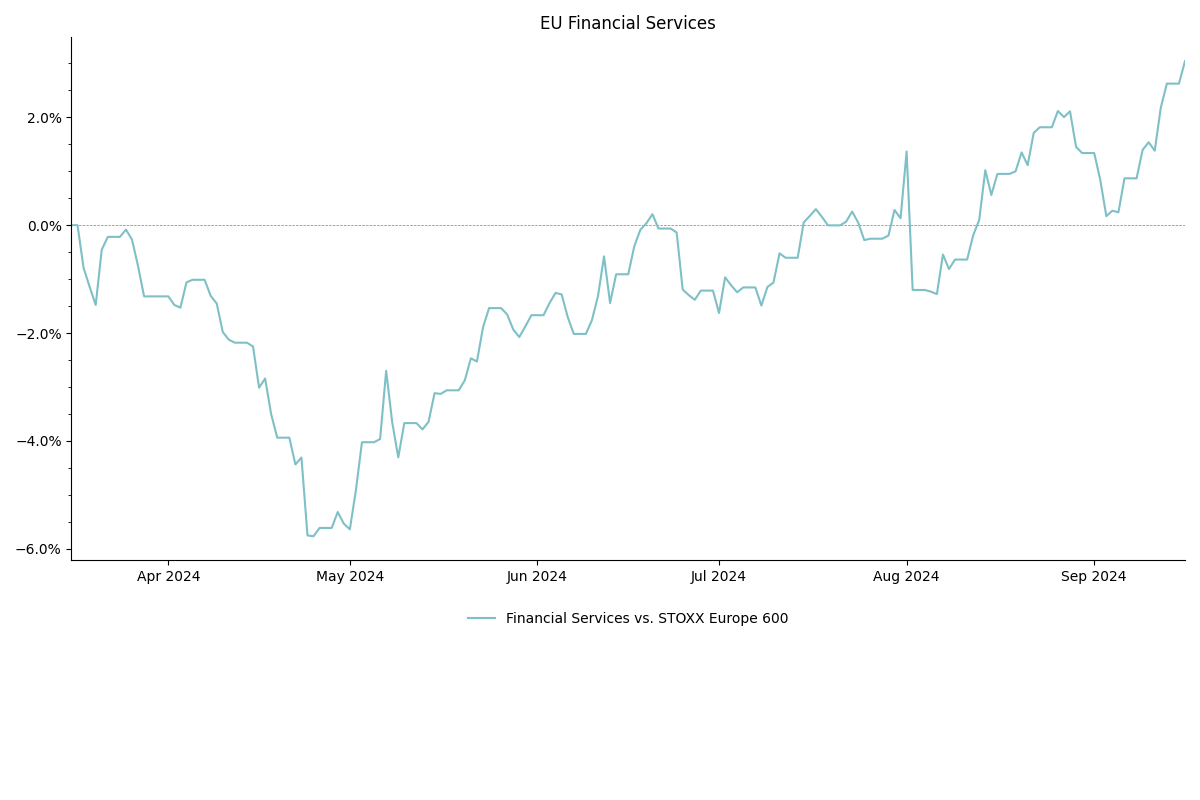 EU Financial Services
2.0%
0.0%
−2.0%
−4.0%
−6.0%
Apr 2024 May 2024 Jun 2024 Jul 2024 Aug 2024 Sep 2024
Financial Services vs. STOXX Europe 600